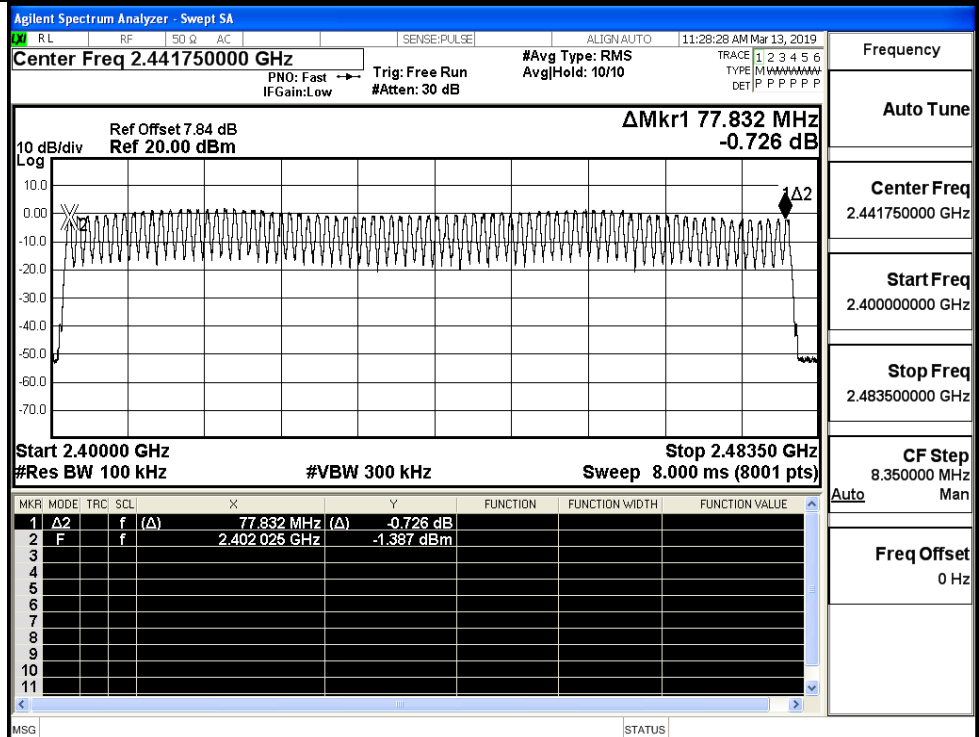 Agilent Spectrum Analyzer - Swept SA
LXI RL RF 50 Ω AC SENSE:PULSE ALIGN AUTO 11:28:28 AM Mar 13, 2019
Center Freq 2.441750000 GHz
PNO: Fast
IFGain:Low
Trig: Free Run
#Atten: 30 dB
#Avg Type: RMS
Avg|Hold: 10/10
TRACE 1 2 3 4 5 6
TYPE M
DET P P P P P P
Ref Offset 7.84 dB
Ref 20.00 dBm
10 dB/div
Log
ΔMkr1 77.832 MHz
-0.726 dB
10.0
0.00
-10.0
-20.0
-30.0
-40.0
-50.0
-60.0
-70.0
2
1Δ2
Start 2.40000 GHz Stop 2.48350 GHz
#Res BW 100 kHz #VBW 300 kHz Sweep 8.000 ms (8001 pts)
MKR MODE TRC SCL X Y FUNCTION FUNCTION WIDTH FUNCTION VALUE
1 Δ2 f (Δ) 77.832 MHz (Δ) -0.726 dB
2 F f 2.402 025 GHz -1.387 dBm
3
4
5
6
7
8
9
10
11
MSG STATUS
Frequency
Auto Tune
Center Freq
2.441750000 GHz
Start Freq
2.400000000 GHz
Stop Freq
2.483500000 GHz
CF Step
8.350000 MHz
Auto Man
Freq Offset
0 Hz